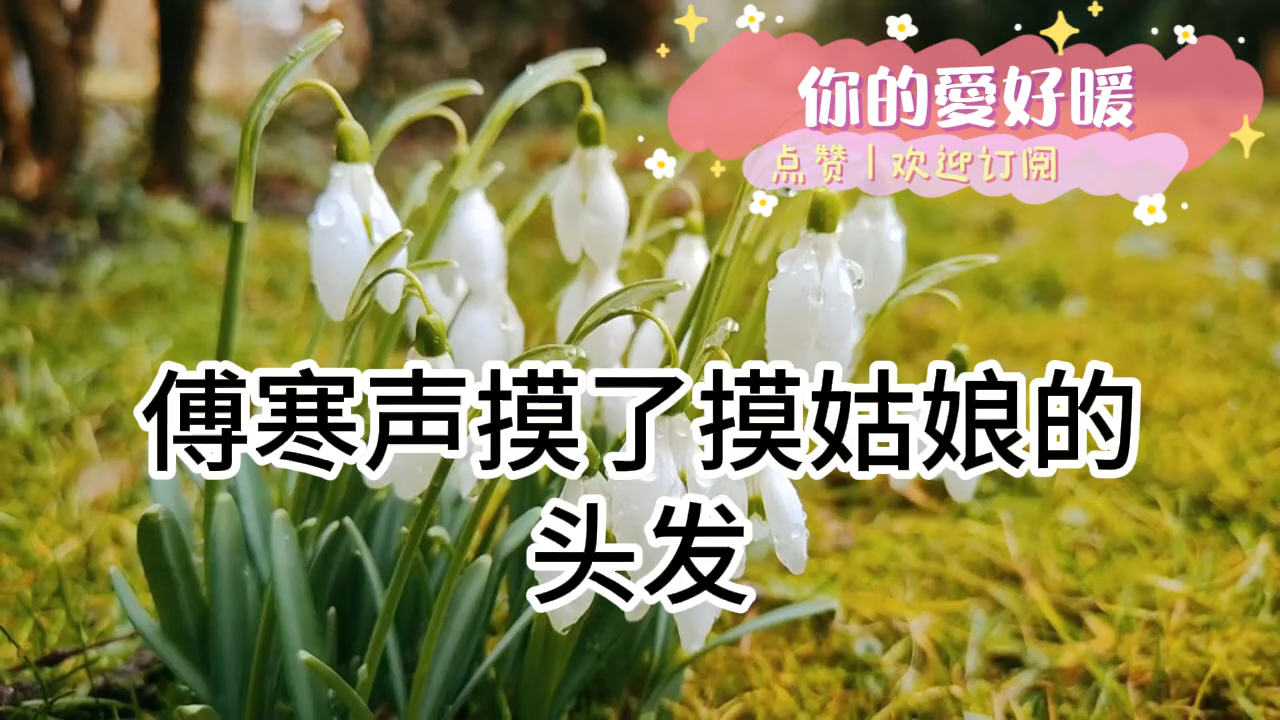 你的愛好暖
点赞 | 欢迎订阅
傅寒声摸了摸姑娘的
头发